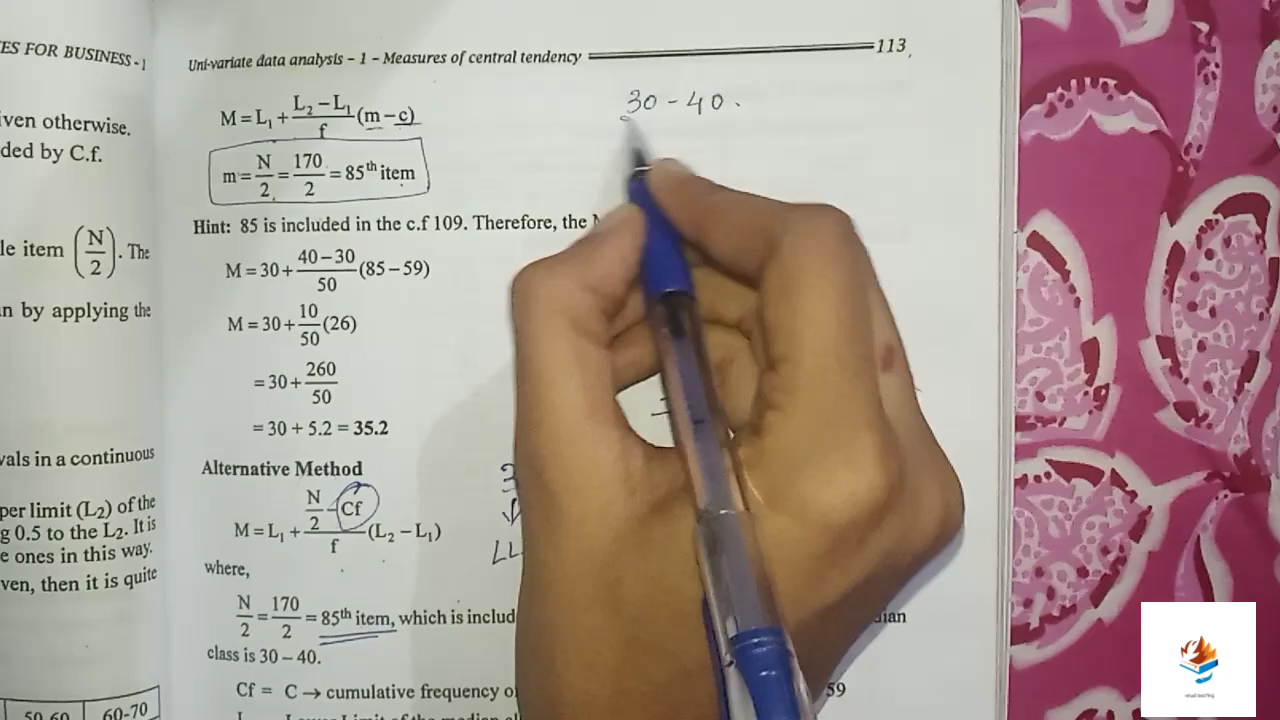 ES FOR BUSINESS - 1
iven otherwise.
ded by C.f.
le item (N/2). The
n by applying the
vals in a continuous
per limit (L₂) of the
g 0.5 to the L₂. It is
e ones in this way.
ven, then it is quite
50-60 60-70
Uni-variate data analysis – 1 – Measures of central tendency 113
30 - 40.
M = L₁ + (L₂ – L₁)/f (m – c)
m = N/2 = 170/2 = 85th item
Hint: 85 is included in the c.f 109. Therefore, the
M = 30 + (40 – 30)/50 (85 – 59)
M = 30 + 10/50 (26)
= 30 + 260/50
= 30 + 5.2 = 35.2
Alternative Method
M = L₁ + (N/2 – Cf)/f (L₂ – L₁)
3
LL
where,
N/2 = 170/2 = 85th item, which is includ dian
class is 30 – 40.
Cf = C → cumulative frequency o 59